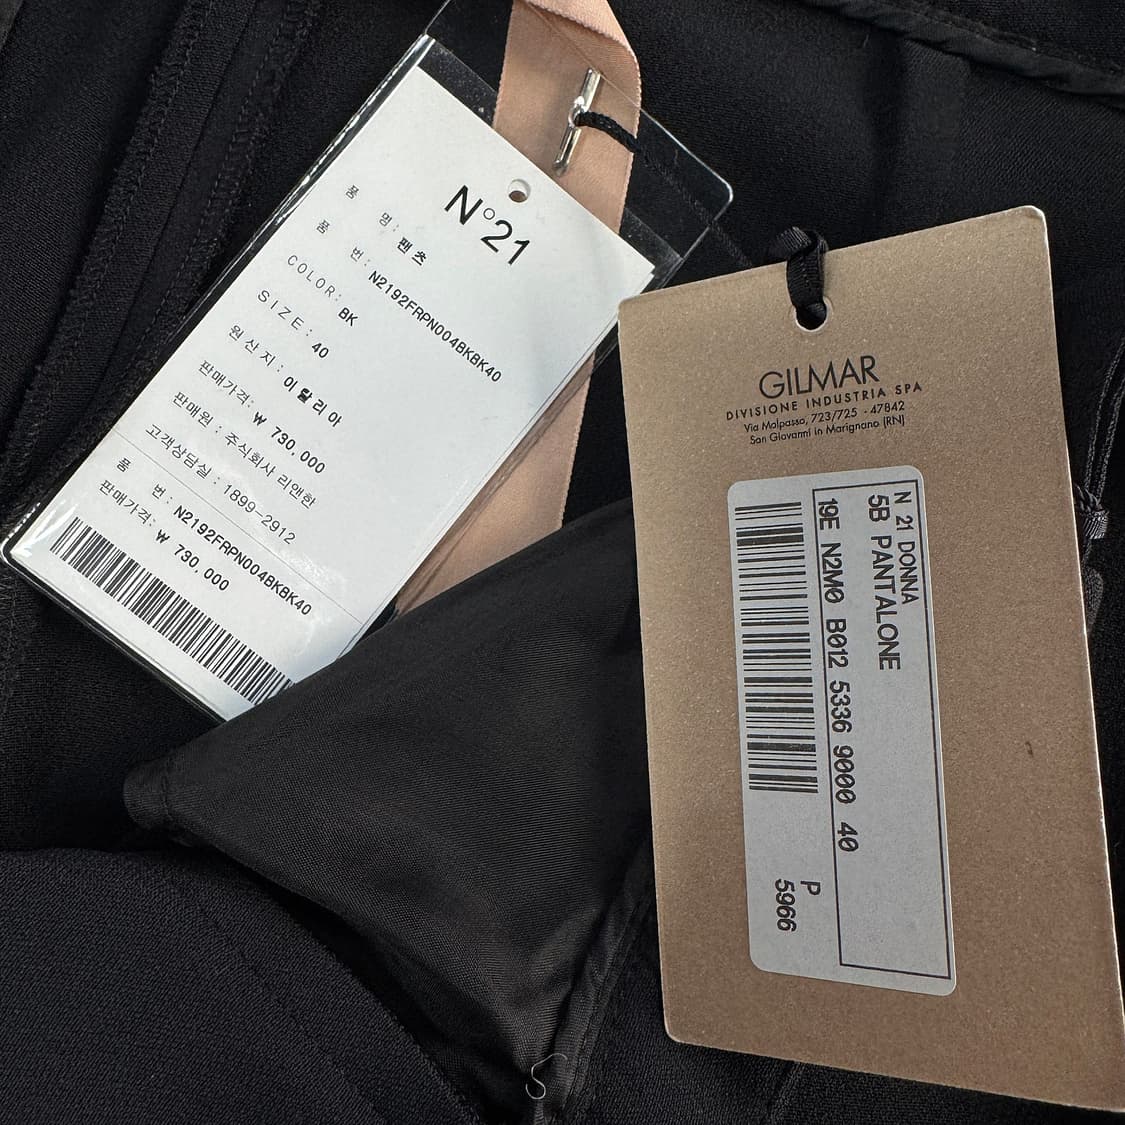 N°21
품 명: 팬츠
품 번: N2192FRPN004BKBK40
COLOR: BK
SIZE: 40
원산지: 이탈리아
판매가격: ₩ 730,000
판매원: 주식회사 리앤한
고객상담실: 1899-2912
품 번: N2192FRPN004BKBK40
판매가격: ₩ 730,000
GILMAR
DIVISIONE INDUSTRIA SPA
Via Malpasso, 723/725 - 47842
San Giovanni in Marignano (RN)
N 21 DONNA
5B PANTALONE
19E N2M0 B012 5336 9000 40
P
5966